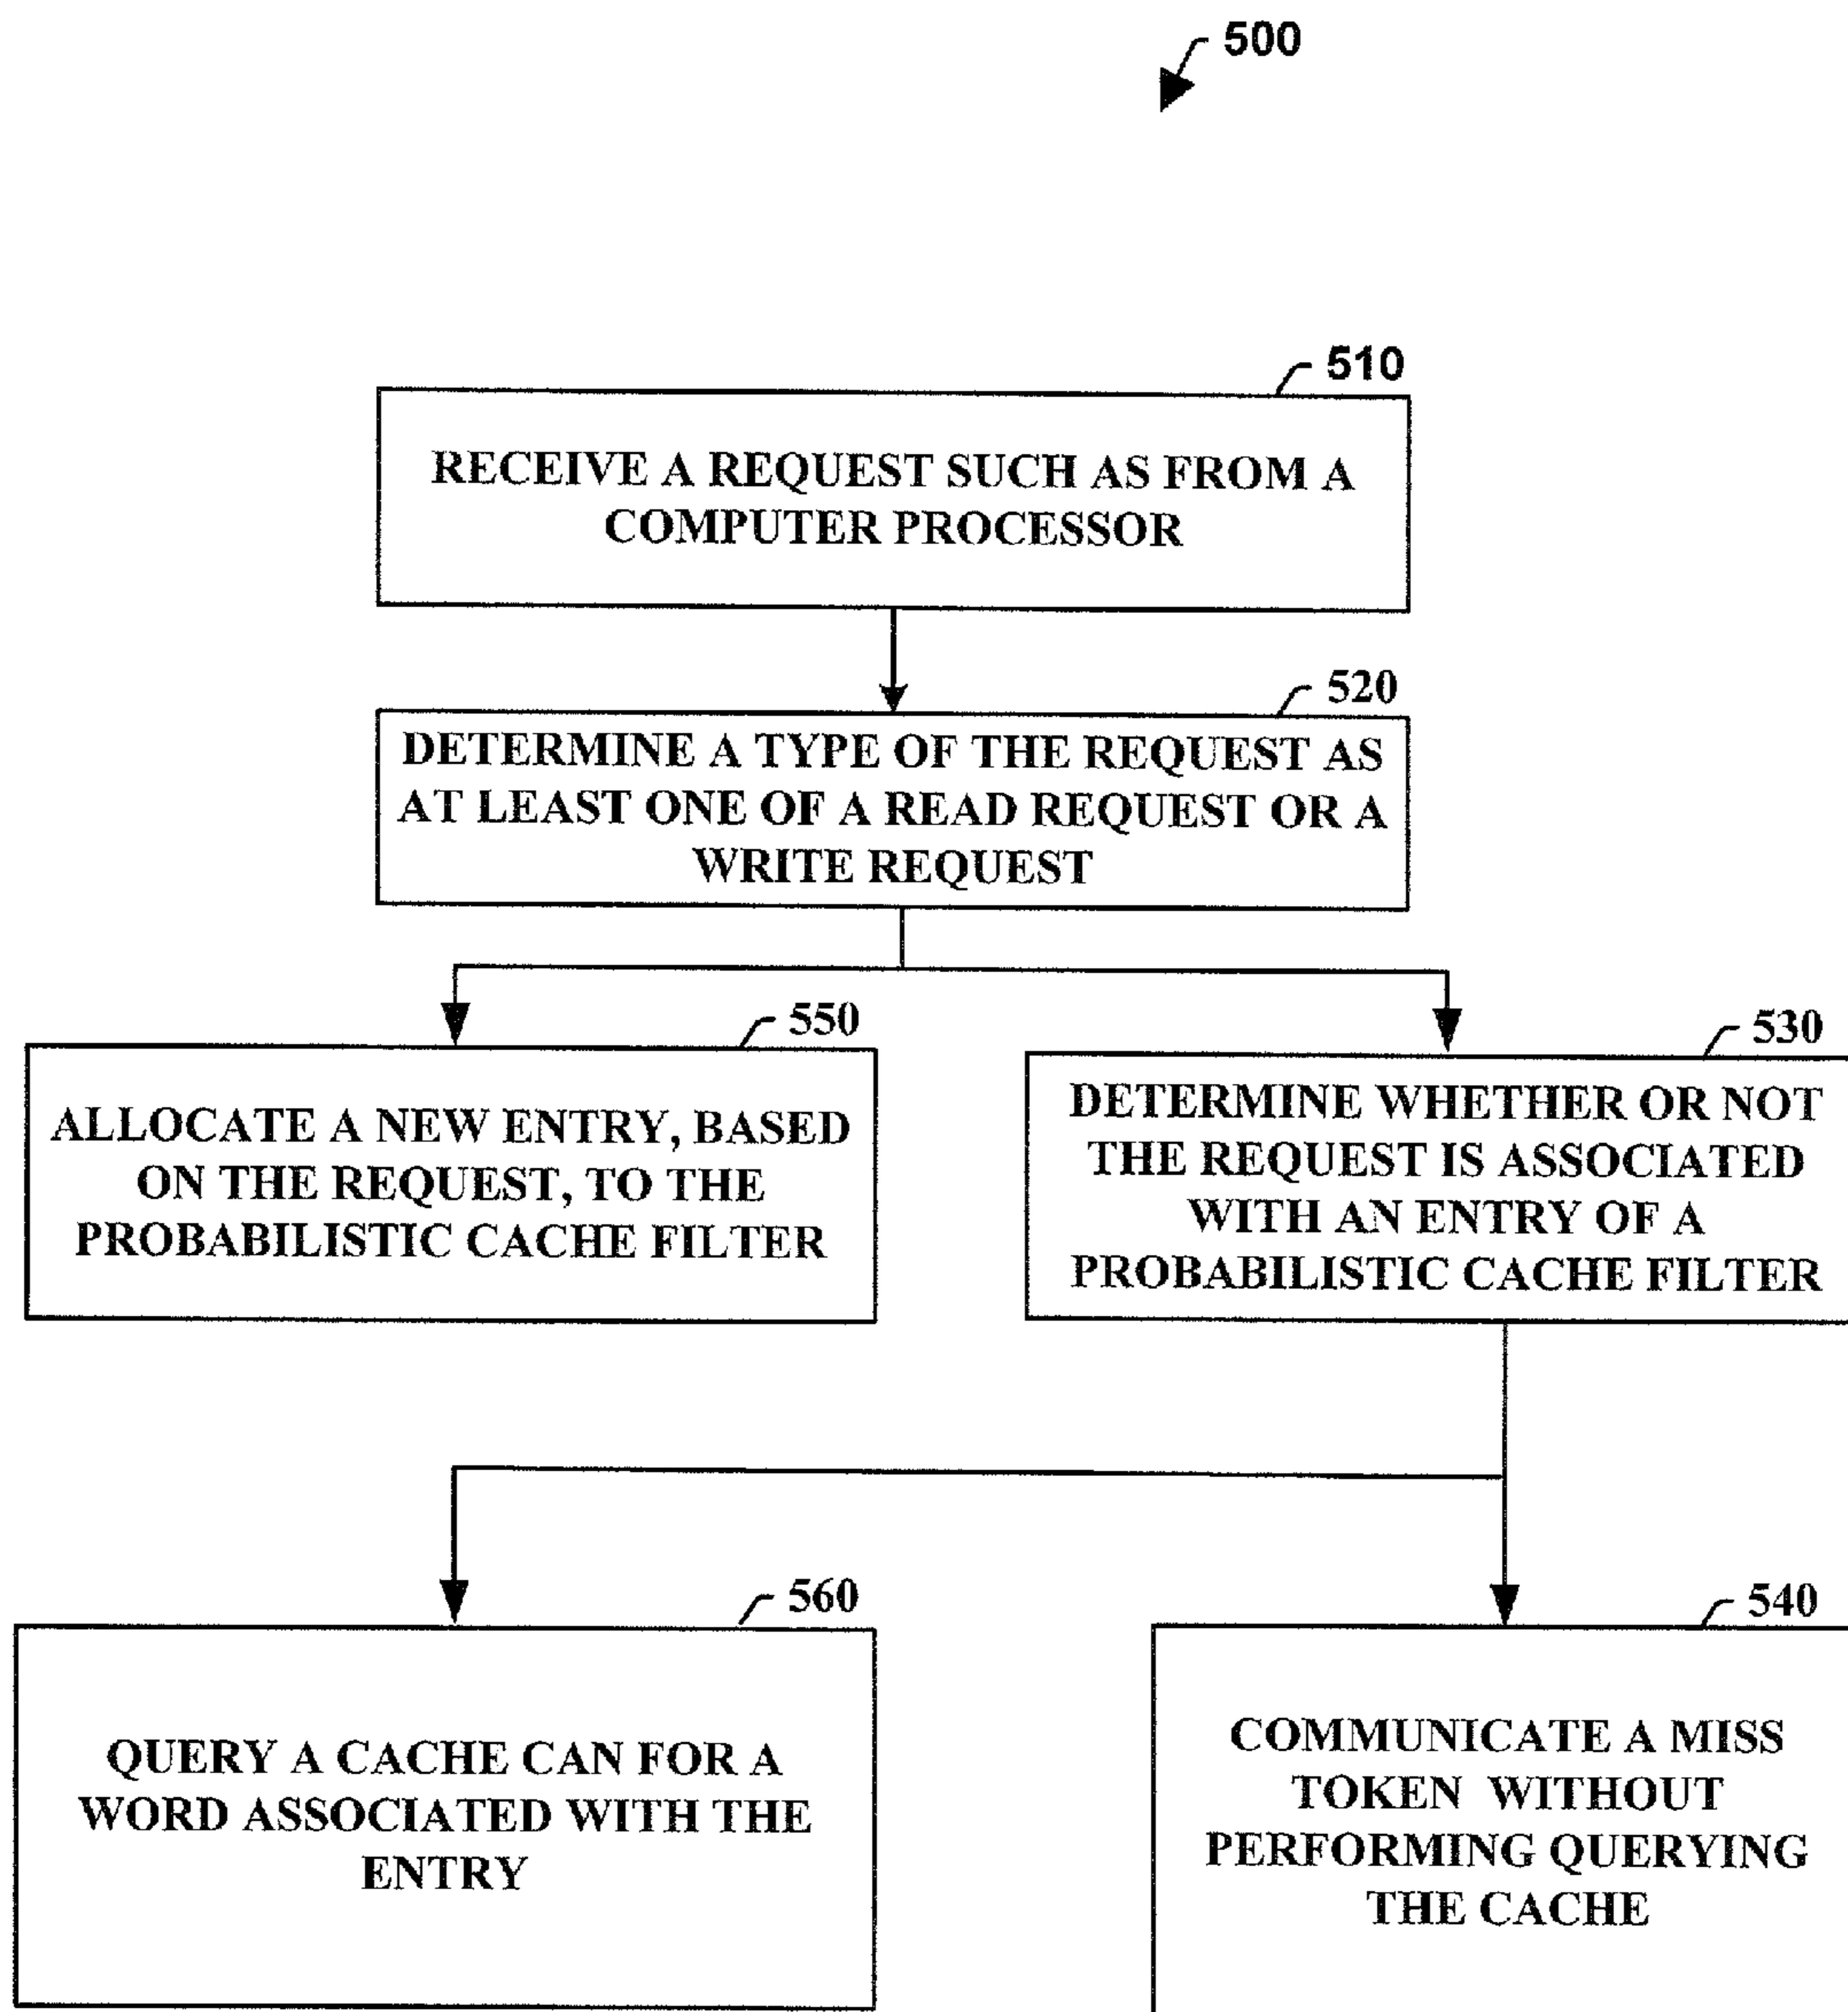 500
510
RECEIVE A REQUEST SUCH AS FROM A
COMPUTER PROCESSOR
520
DETERMINE A TYPE OF THE REQUEST AS
AT LEAST ONE OF A READ REQUEST OR A
WRITE REQUEST
550
ALLOCATE A NEW ENTRY, BASED
ON THE REQUEST, TO THE
PROBABILISTIC CACHE FILTER
530
DETERMINE WHETHER OR NOT
THE REQUEST IS ASSOCIATED
WITH AN ENTRY OF A
PROBABILISTIC CACHE FILTER
560
QUERY A CACHE CAN FOR A
WORD ASSOCIATED WITH THE
ENTRY
540
COMMUNICATE A MISS
TOKEN WITHOUT
PERFORMING QUERYING
THE CACHE